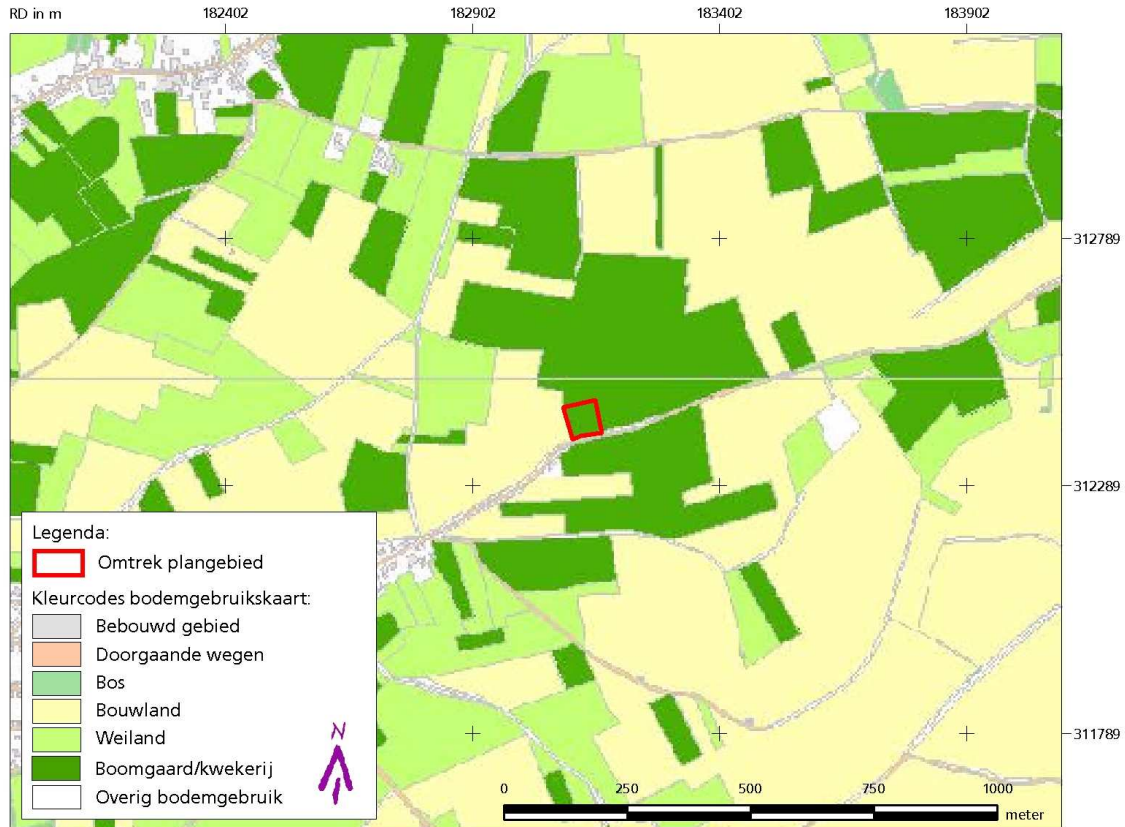 RD in m 182402 182902 183402 183902
312789
312289
Legenda:
Omtrek plangebied
Kleurcodes bodemgebruikskaart:
Bebouwd gebied
Doorgaande wegen
Bos
Bouwland
Weiland
Boomgaard/kwekerij
Overig bodemgebruik
N
311789
0 250 500 750 1000
meter